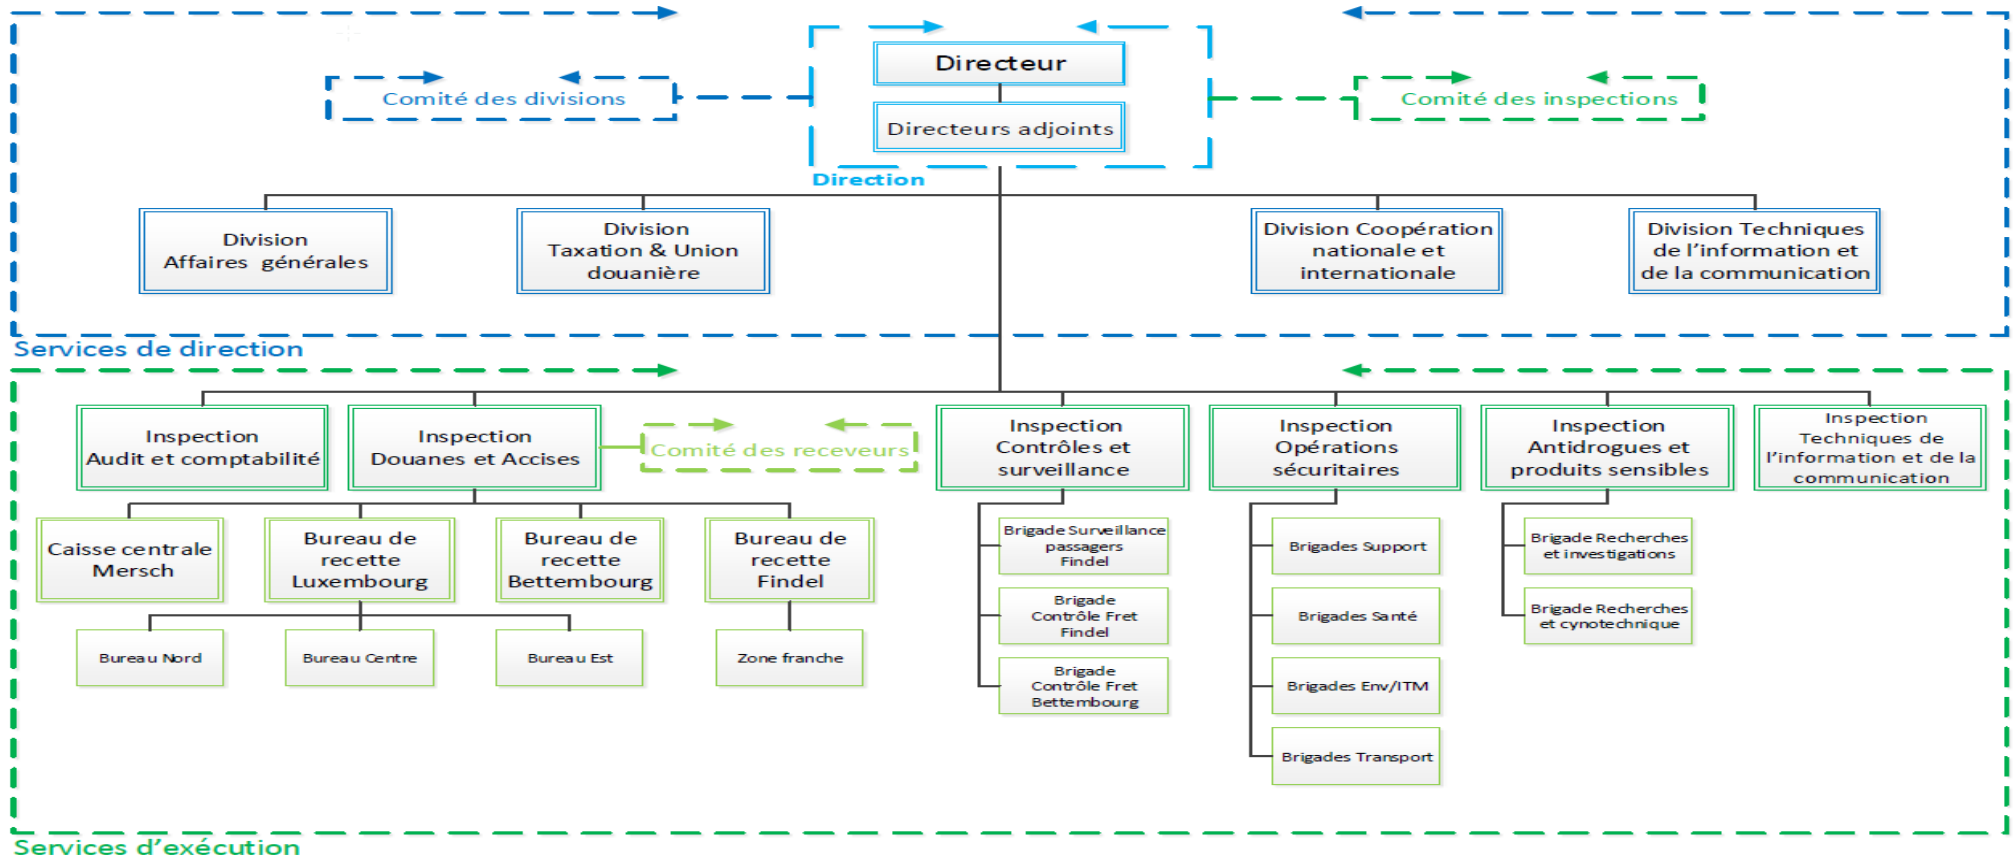 Directeur
Comité des divisions
Comité des inspections
Directeurs adjoints
Direction
Division
Affaires générales
Division
Taxation & Union
douanière
Division Coopération
nationale et
internationale
Division Techniques
de l’information et
de la communication
Services de direction
Inspection
Audit et comptabilité
Inspection
Douanes et Accises
Comité des receveurs
Inspection
Contrôles et
surveillance
Inspection
Opérations
sécuritaires
Inspection
Antidrogues et
produits sensibles
Inspection
Techniques de
l’information et de la
communication
Caisse centrale
Mersch
Bureau de
recette
Luxembourg
Bureau de
recette
Bettembourg
Bureau de
recette
Findel
Bureau Nord
Bureau Centre
Bureau Est
Zone franche
Brigade Surveillance
passagers
Findel
Brigade
Contrôle Fret
Findel
Brigade
Contrôle Fret
Bettembourg
Brigades Support
Brigades Santé
Brigades Env/ITM
Brigades Transport
Brigade Recherches
et investigations
Brigade Recherches
et cynotechnique
Services d’exécution